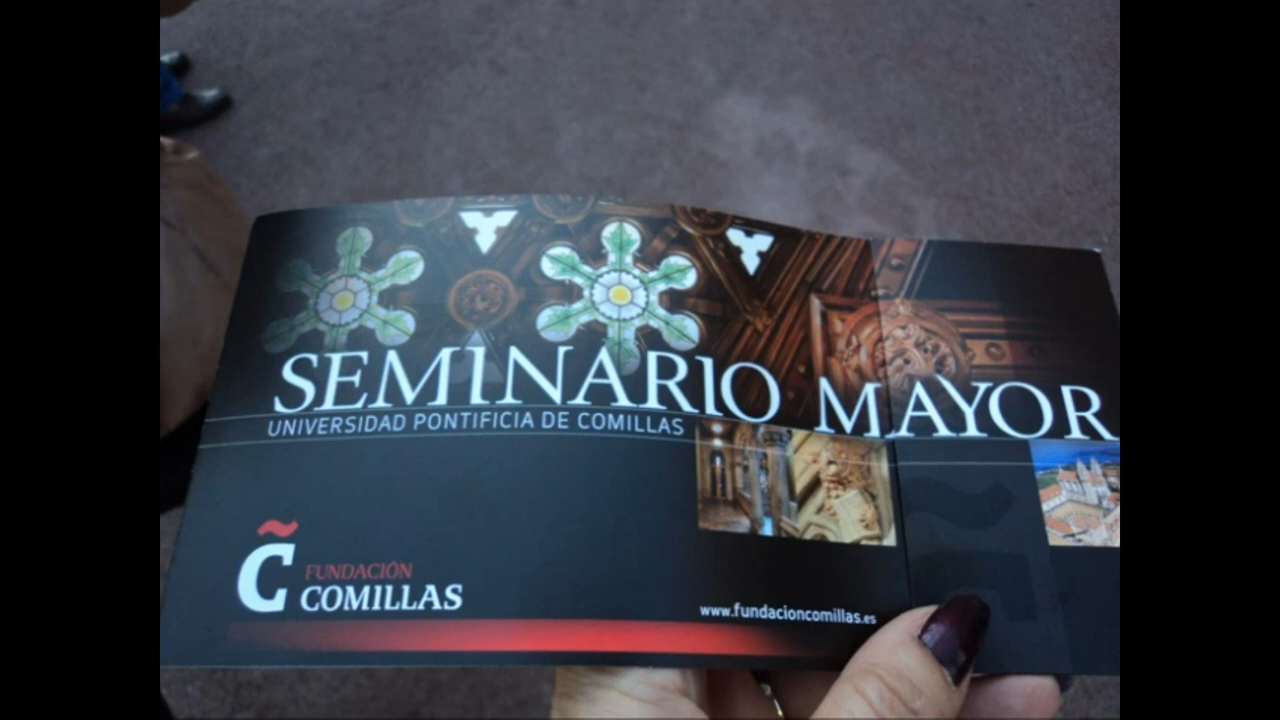 SEMINARIO MAYOR
UNIVERSIDAD PONTIFICIA DE COMILLAS
C̃ FUNDACIÓN
COMILLAS
www.fundacioncomillas.es